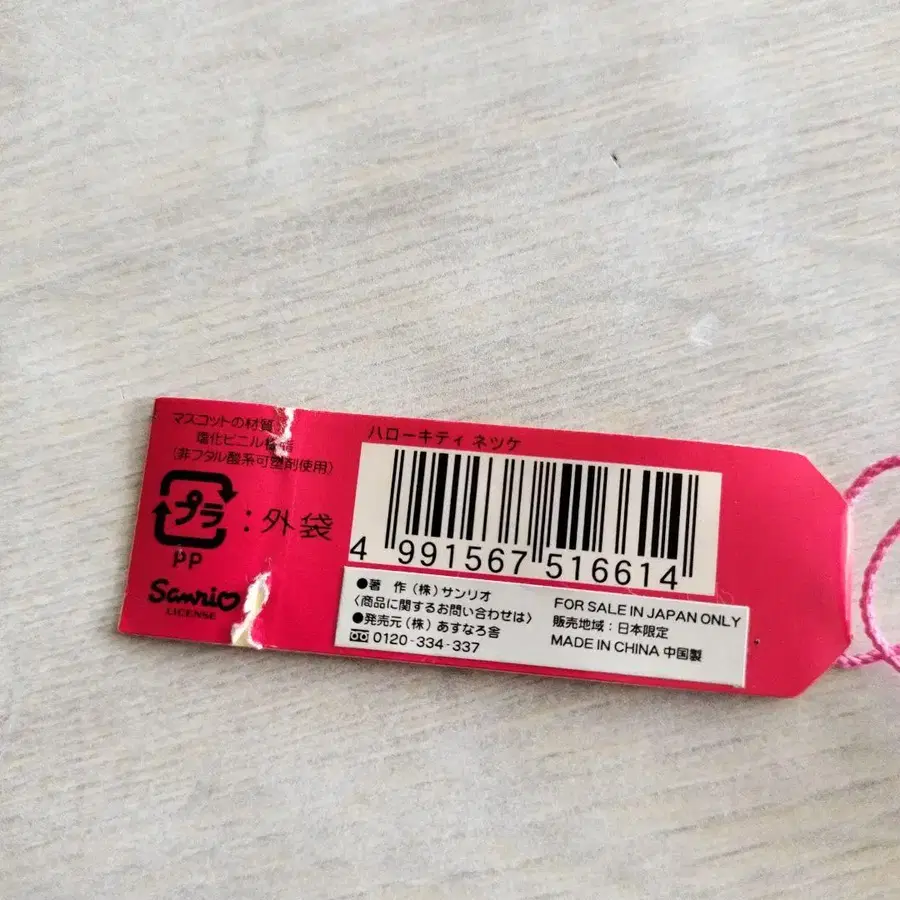 マスコットの材質
塩化ビニル樹脂
(非フタル酸系可塑剤使用)
プラ
:外袋
PP
Sanrio
LICENSE
ハローキティ ネツケ
4 991567 516614
●著 作(株)サンリオ
〈商品に関するお問い合わせは〉
●発売元(株)あすなろ舎
0120-334-337
FOR SALE IN JAPAN ONLY
販売地域:日本限定
MADE IN CHINA 中国製